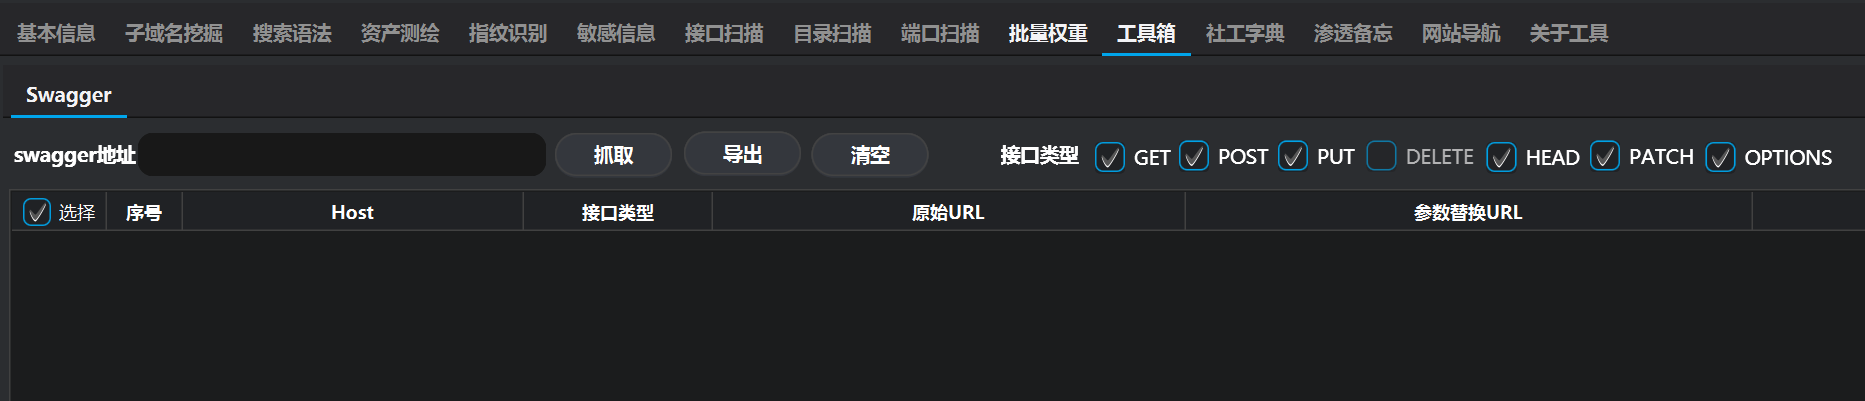 基本信息 子域名挖掘 搜索语法 资产测绘 指纹识别 敏感信息 接口扫描 目录扫描 端口扫描 批量权重 工具箱 社工字典 渗透备忘 网站导航 关于工具
Swagger
swagger地址 抓取 导出 清空 接口类型 GET POST PUT DELETE HEAD PATCH OPTIONS
选择 序号 Host 接口类型 原始URL 参数替换URL